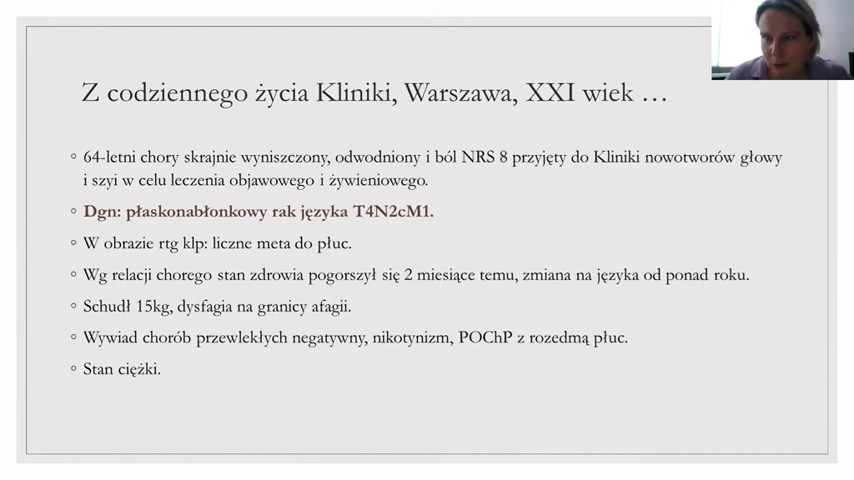 Z codziennego życia Kliniki, Warszawa, XXI wiek …
◦ 64-letni chory skrajnie wyniszczony, odwodniony i ból NRS 8 przyjęty do Kliniki nowotworów głowy
i szyi w celu leczenia objawowego i żywieniowego.
◦ Dgn: płaskonabłonkowy rak języka T4N2cM1.
◦ W obrazie rtg klp: liczne meta do płuc.
◦ Wg relacji chorego stan zdrowia pogorszył się 2 miesiące temu, zmiana na języka od ponad roku.
◦ Schudł 15kg, dysfagia na granicy afagii.
◦ Wywiad chorób przewlekłych negatywny, nikotynizm, POChP z rozedmą płuc.
◦ Stan ciężki.